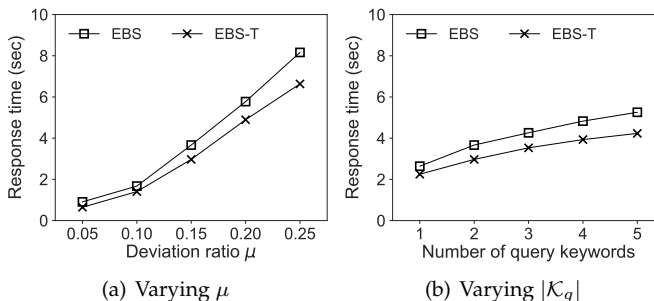 EBS EBS-T
Response time (sec)
10
8
6
4
2
0
0.05 0.10 0.15 0.20 0.25
Deviation ratio μ
(a) Varying μ
EBS EBS-T
Response time (sec)
10
8
6
4
2
0
1 2 3 4 5
Number of query keywords
(b) Varying |𝒦q|